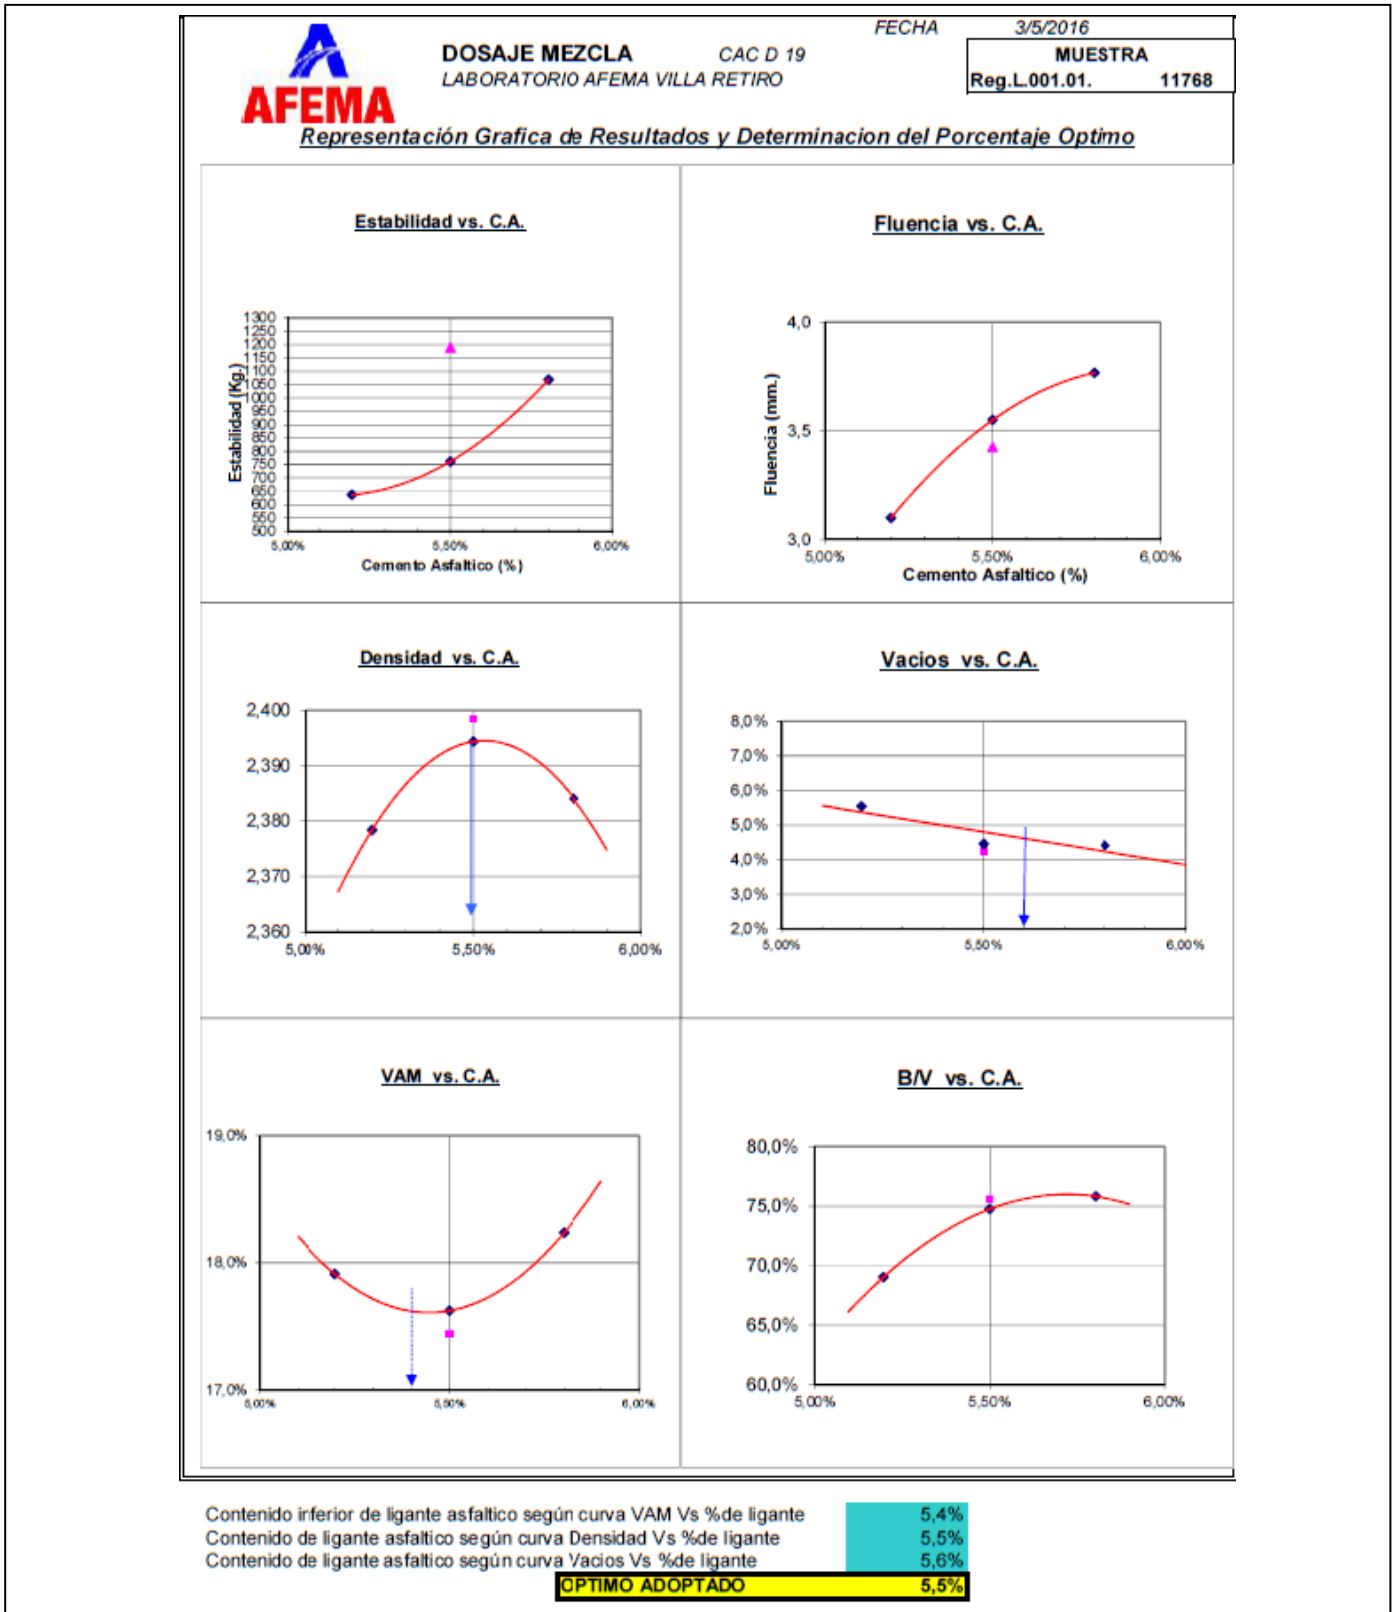 FECHA 3/5/2016
DOSAJE MEZCLA CAC D 19
MUESTRA
LABORATORIO AFEMA VILLA RETIRO
Reg.L.001.01. 11768
AFEMA
Representación Grafica de Resultados y Determinacion del Porcentaje Optimo
Estabilidad vs. C.A.
Estabilidad (Kg.)
1300
1250
1200
1150
1100
1050
1000
950
900
850
800
750
700
650
600
550
500
5,00% 5,50% 6,00%
Cemento Asfaltico (%)
Fluencia vs. C.A.
Fluencia (mm.)
4,0
3,5
3,0
5,00% 5,50% 6,00%
Cemento Asfaltico (%)
Densidad vs. C.A.
2,400
2,390
2,380
2,370
2,360
5,00% 5,50% 6,00%
Vacios vs. C.A.
8,0%
7,0%
6,0%
5,0%
4,0%
3,0%
2,0%
5,00% 5,50% 6,00%
VAM vs. C.A.
19,0%
18,0%
17,0%
5,00% 5,50% 6,00%
B/V vs. C.A.
80,0%
75,0%
70,0%
65,0%
60,0%
5,00% 5,50% 6,00%
Contenido inferior de ligante asfaltico según curva VAM Vs %de ligante 5,4%
Contenido de ligante asfaltico según curva Densidad Vs %de ligante 5,5%
Contenido de ligante asfaltico según curva Vacios Vs %de ligante 5,6%
OPTIMO ADOPTADO 5,5%